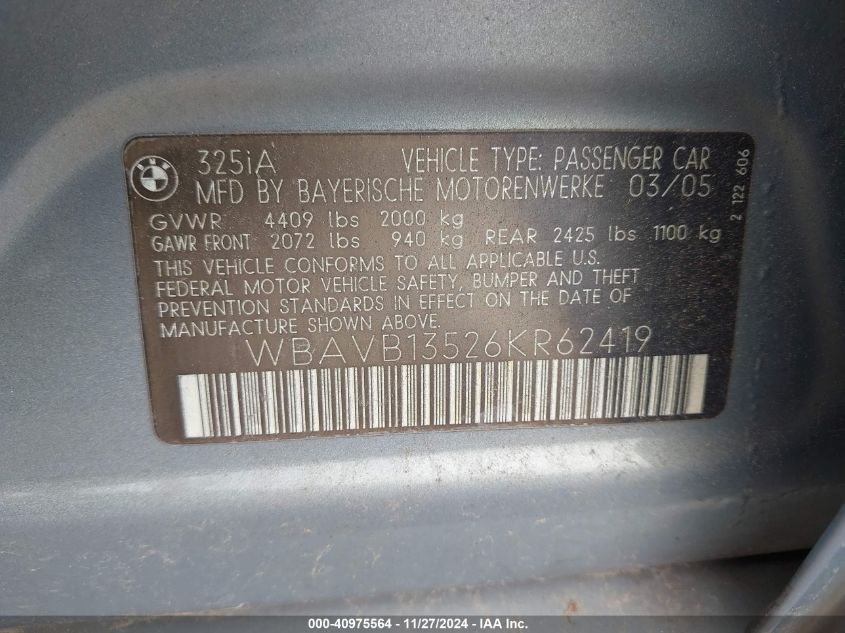 325iA VEHICLE TYPE: PASSENGER CAR
MFD BY BAYERISCHE MOTORENWERKE 03/05
GVWR 4409 lbs 2000 kg
GAWR FRONT 2072 lbs 940 kg REAR 2425 lbs 1100 kg
THIS VEHICLE CONFORMS TO ALL APPLICABLE U.S.
FEDERAL MOTOR VEHICLE SAFETY, BUMPER AND THEFT
PREVENTION STANDARDS IN EFFECT ON THE DATE OF
MANUFACTURE SHOWN ABOVE.
WBAVB13526KR62419
2 122 606
000-40975564 | 11/27/2024 - IAA Inc.